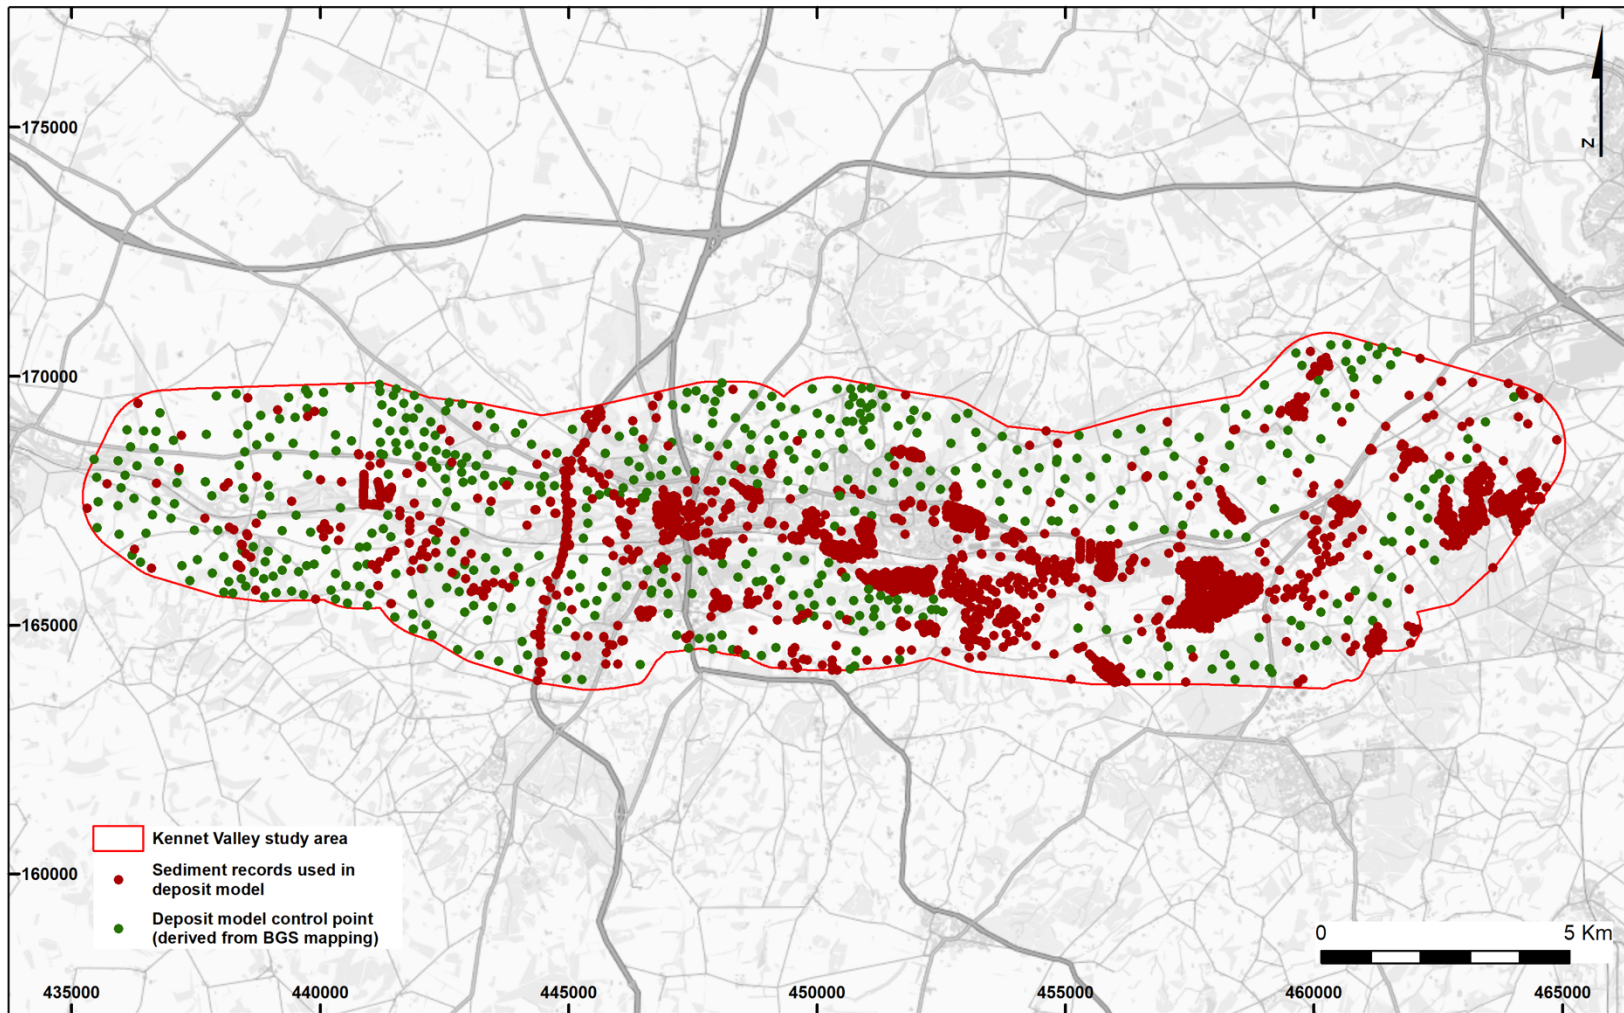 N
175000
170000
165000
160000
Kennet Valley study area
Sediment records used in
deposit model
Deposit model control point
(derived from BGS mapping)
0 5 Km
435000 440000 445000 450000 455000 460000 465000